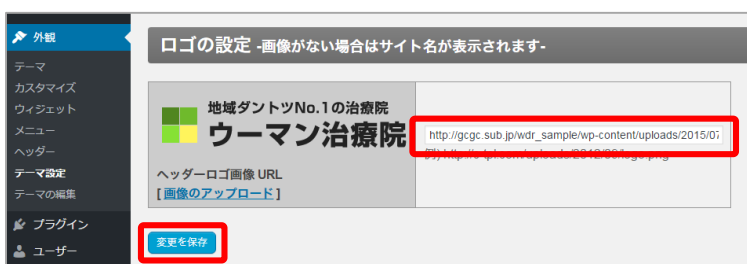 外観
テーマ
カスタマイズ
ウィジェット
メニュー
ヘッダー
テーマ設定
テーマの編集
プラグイン
ユーザー
ロゴの設定 -画像がない場合はサイト名が表示されます-
地域ダントツNo.1の治療院
ウーマン治療院
ヘッダーロゴ画像 URL
[画像のアップロード]
http://gcgc.sub.jp/wdr_sample/wp-content/uploads/2015/07
変更を保存